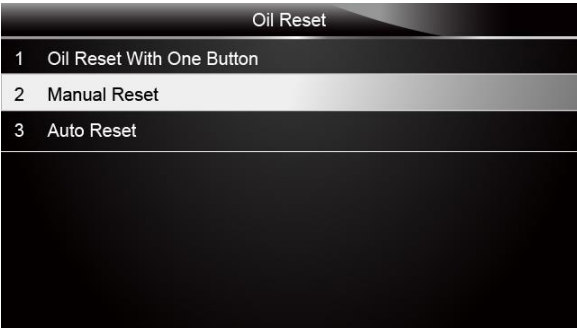 Oil Reset
1 Oil Reset With One Button
2 Manual Reset
3 Auto Reset